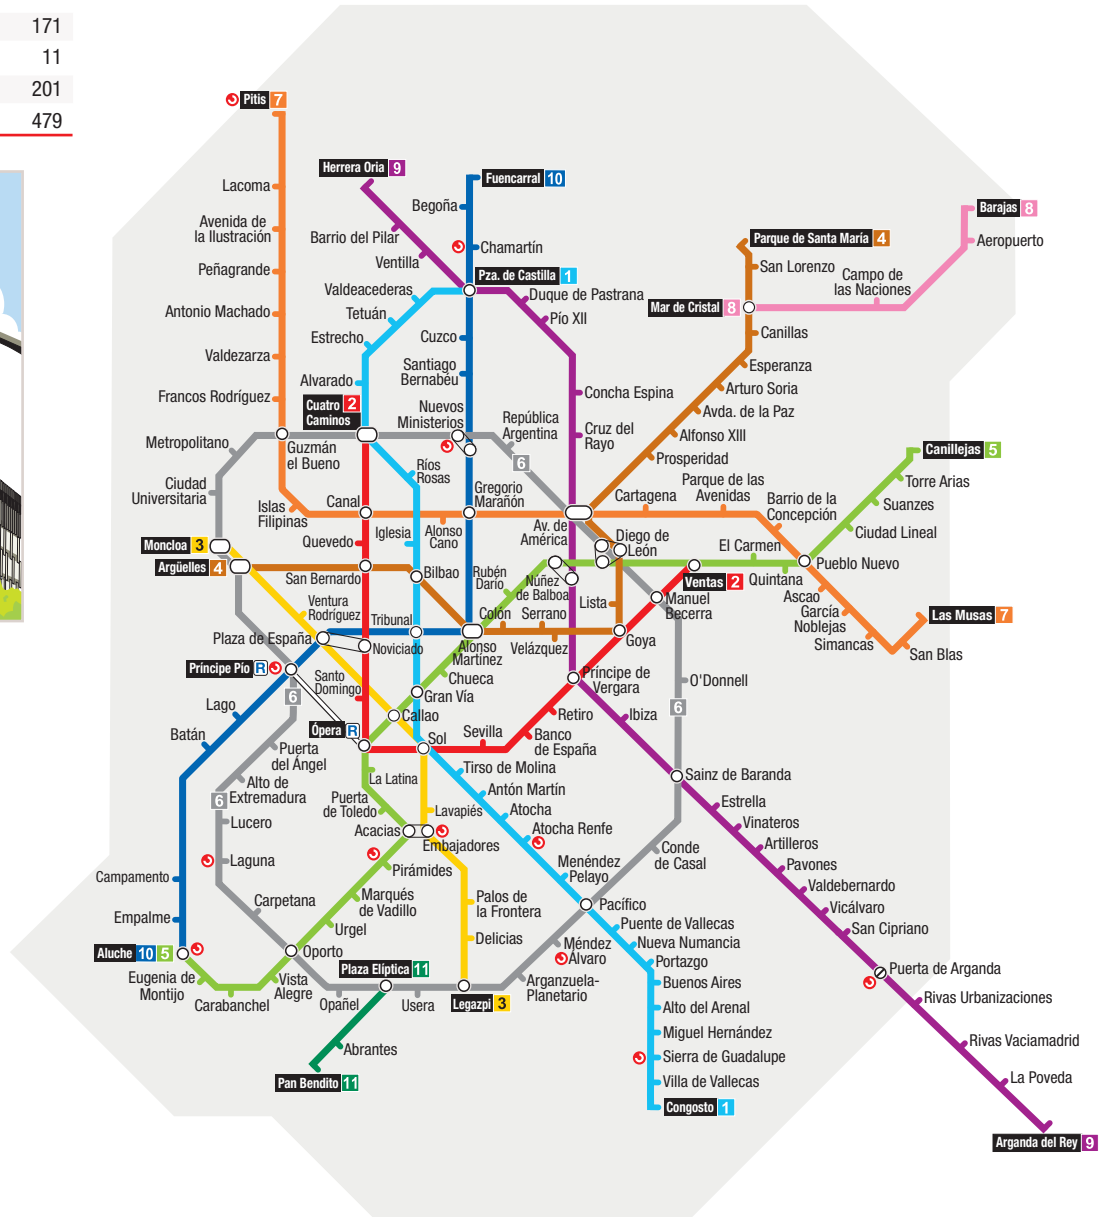 171
11
201
479
Pitis 7
Herrera Oria 9
Fuencarral 10
Lacoma
Begoña
Barajas 8
Avenida de
la Ilustración
Barrio del Pilar
Chamartín
Parque de Santa María 4
Aeropuerto
Ventilla
Peñagrande
Pza. de Castilla 1
San Lorenzo
Campo de
las Naciones
Valdeacederas
Duque de Pastrana
Mar de Cristal 8
Antonio Machado
Tetuán
Pío XII
Estrecho
Cuzco
Canillas
Valdezarza
Santiago
Bernabéu
Esperanza
Alvarado
Concha Espina
Arturo Soria
Francos Rodríguez
Cuatro 2
Caminos
Nuevos
Ministerios
República
Argentina
Avda. de la Paz
Metropolitano
Guzmán
el Bueno
Cruz del
Rayo
Alfonso XIII
Canillejas 5
6
Prosperidad
Ríos
Rosas
Torre Arias
Ciudad
Universitaria
Parque de las
Avenidas
Islas
Filipinas
Canal
Gregorio
Marañón
Cartagena
Barrio de la
Concepción
Suanzes
Iglesia
Alonso
Cano
Av. de
América
Diego de
León
Ciudad Lineal
Quevedo
Moncloa 3
El Carmen
Argüelles 4
San Bernardo
Bilbao
Rubén
Darío
Núñez
de Balboa
Ventas 2
Quintana
Pueblo Nuevo
Ventura
Rodríguez
Tribunal
Colón
Serrano
Lista
Manuel
Becerra
Ascao
García
Noblejas
Las Musas 7
Plaza de España
Noviciado
Alonso
Martínez
Velázquez
Goya
Simancas
San Blas
Príncipe Pío R
Santo
Domingo
Chueca
Príncipe de
Vergara
O'Donnell
6
Gran Vía
6
Lago
Callao
Retiro
Ibiza
Batán
Ópera R
Sol
Sevilla
Banco
de España
Puerta
del Ángel
La Latina
Tirso de Molina
Sainz de Baranda
Alto de
Extremadura
6
Puerta
de Toledo
Antón Martín
Estrella
Lucero
Lavapiés
Atocha
Vinateros
Acacias
Embajadores
Atocha Renfe
Artilleros
Laguna
Pirámides
Menéndez
Pelayo
Conde
de Casal
Pavones
Campamento
Valdebernardo
Carpetana
Marqués
de Vadillo
Palos de
la Frontera
Pacífico
Vicálvaro
Empalme
Urgel
Puente de Vallecas
San Cipriano
Delicias
Méndez
Álvaro
Nueva Numancia
Aluche 10 5
Oporto
Portazgo
Puerta de Arganda
Eugenia de
Montijo
Plaza Elíptica 11
Vista
Alegre
Arganzuela-
Planetario
Buenos Aires
Carabanchel
Opañel
Usera
Legazpi 3
Rivas Urbanizaciones
Alto del Arenal
Miguel Hernández
Abrantes
Rivas Vaciamadrid
Sierra de Guadalupe
Pan Bendito 11
La Poveda
Villa de Vallecas
Congosto 1
Arganda del Rey 9